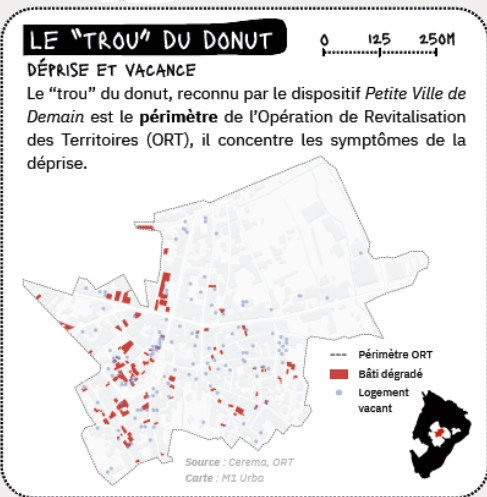 LE "TROU" DU DONUT
0 125 250M
DÉPRISE ET VACANCE
Le “trou” du donut, reconnu par le dispositif Petite Ville de
Demain est le périmètre de l’Opération de Revitalisation
des Territoires (ORT), il concentre les symptômes de la
déprise.
Périmètre ORT
Bâti dégradé
Logement
vacant
Source : Cerema, ORT
Carte : M1 Urba